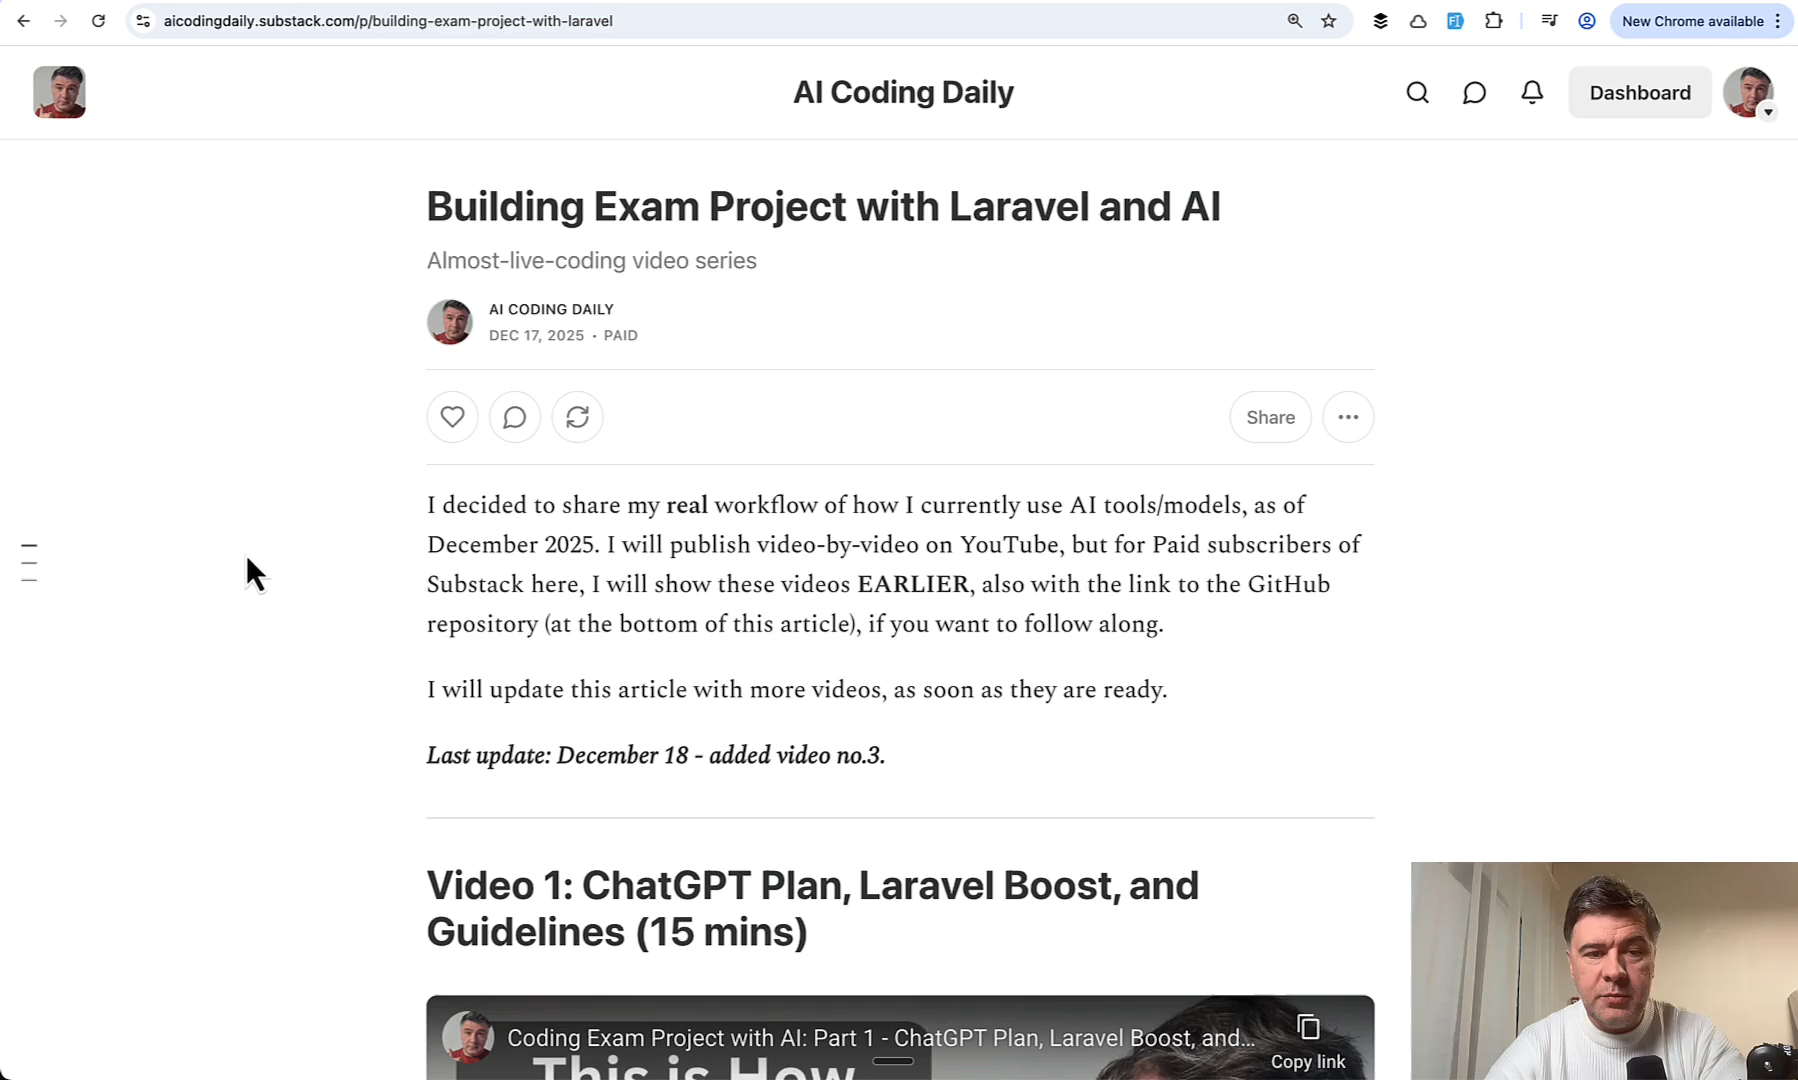 aicodingdaily.substack.com/p/building-exam-project-with-laravel
New Chrome available
AI Coding Daily
Dashboard
Building Exam Project with Laravel and AI
Almost-live-coding video series
AI CODING DAILY
DEC 17, 2025 • PAID
Share
I decided to share my real workflow of how I currently use AI tools/models, as of
December 2025. I will publish video-by-video on YouTube, but for Paid subscribers of
Substack here, I will show these videos EARLIER, also with the link to the GitHub
repository (at the bottom of this article), if you want to follow along.
I will update this article with more videos, as soon as they are ready.
Last update: December 18 - added video no.3.
Video 1: ChatGPT Plan, Laravel Boost, and
Guidelines (15 mins)
Coding Exam Project with AI: Part 1 - ChatGPT Plan, Laravel Boost, and...
Copy link
This is How